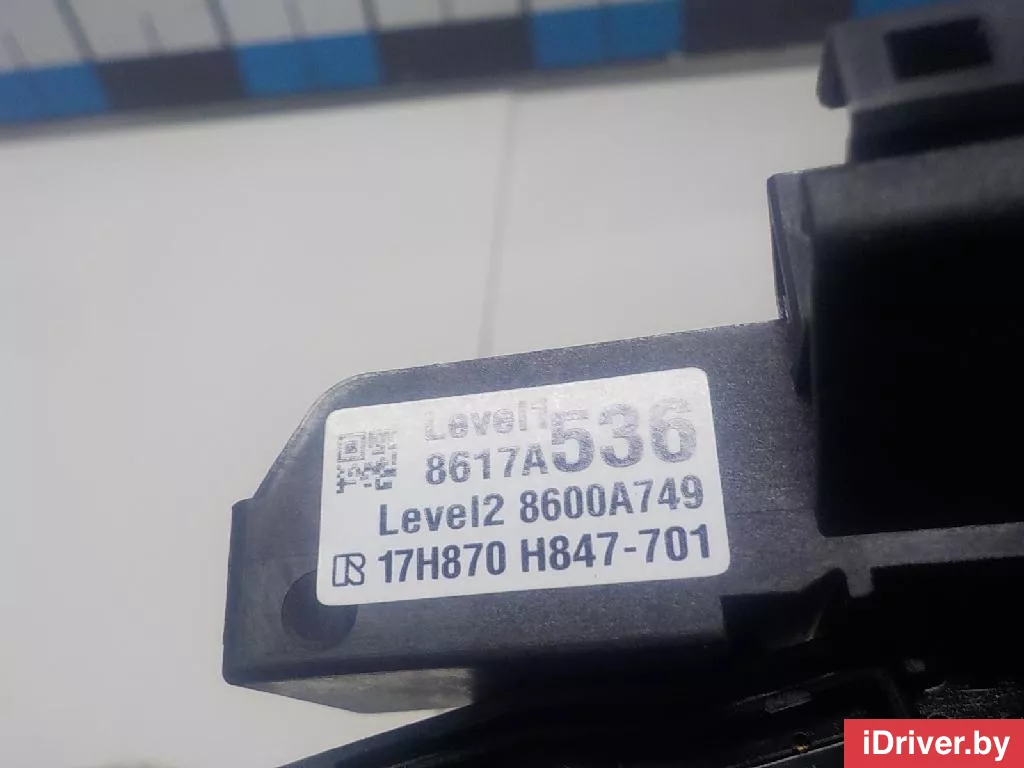 Level1
8617A536
Level2 8600A749
17H870 H847-701
iDriver.by